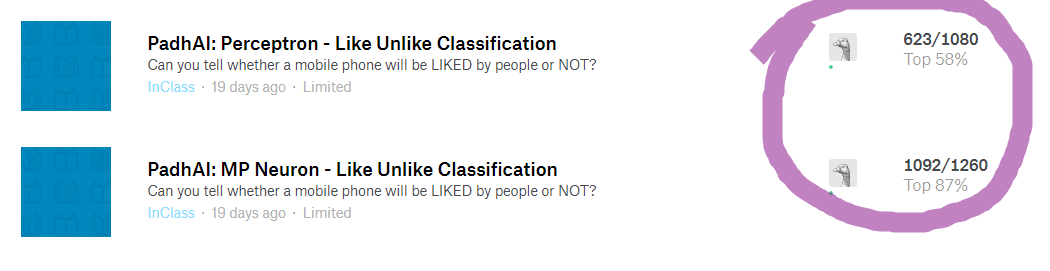 PadhAI: Perceptron - Like Unlike Classification
Can you tell whether a mobile phone will be LIKED by people or NOT?
InClass · 19 days ago · Limited
623/1080
Top 58%
PadhAI: MP Neuron - Like Unlike Classification
Can you tell whether a mobile phone will be LIKED by people or NOT?
InClass · 19 days ago · Limited
1092/1260
Top 87%